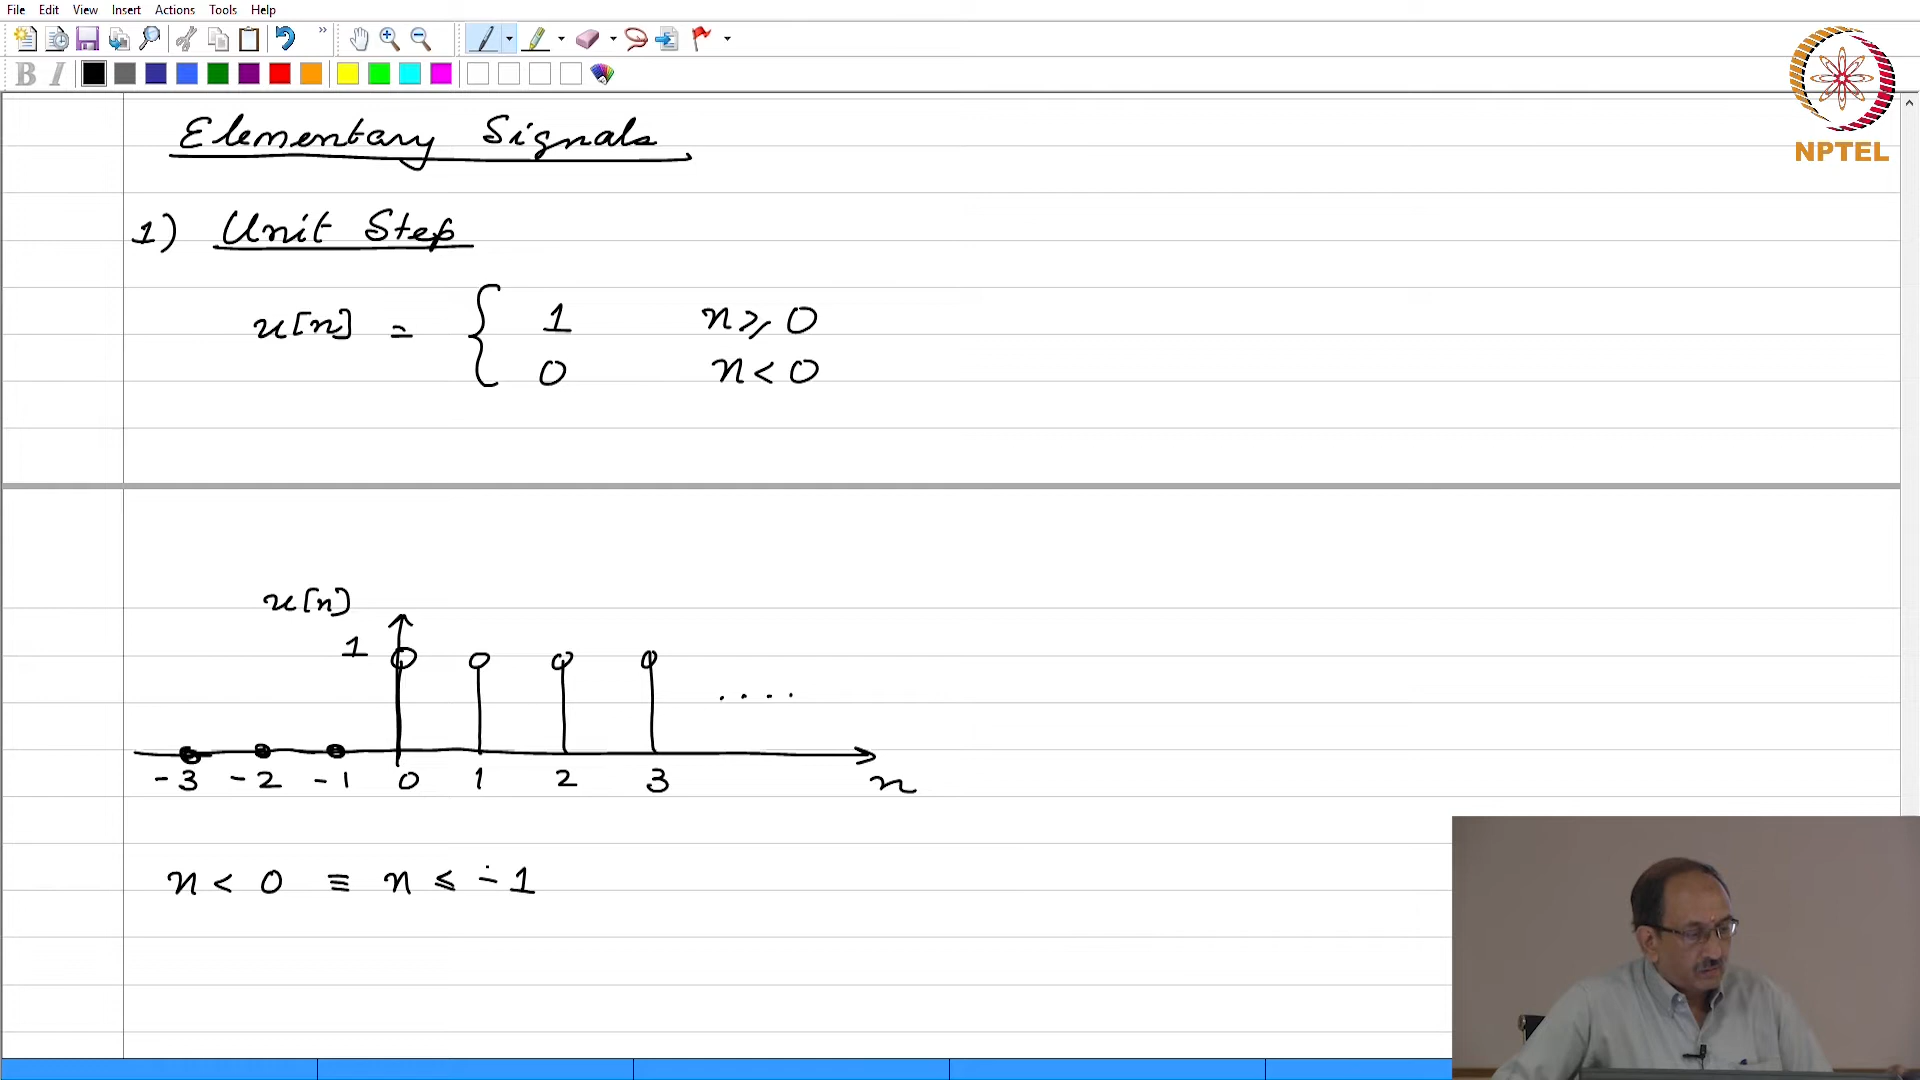 File Edit View Insert Actions Tools Help
B I
NPTEL
Elementary Signals
1) Unit Step
u[n] = { 1 n ⩾ 0
0 n < 0
u[n]
1
....
-3 -2 -1 0 1 2 3 n
n < 0 ≡ n ⩽ -1